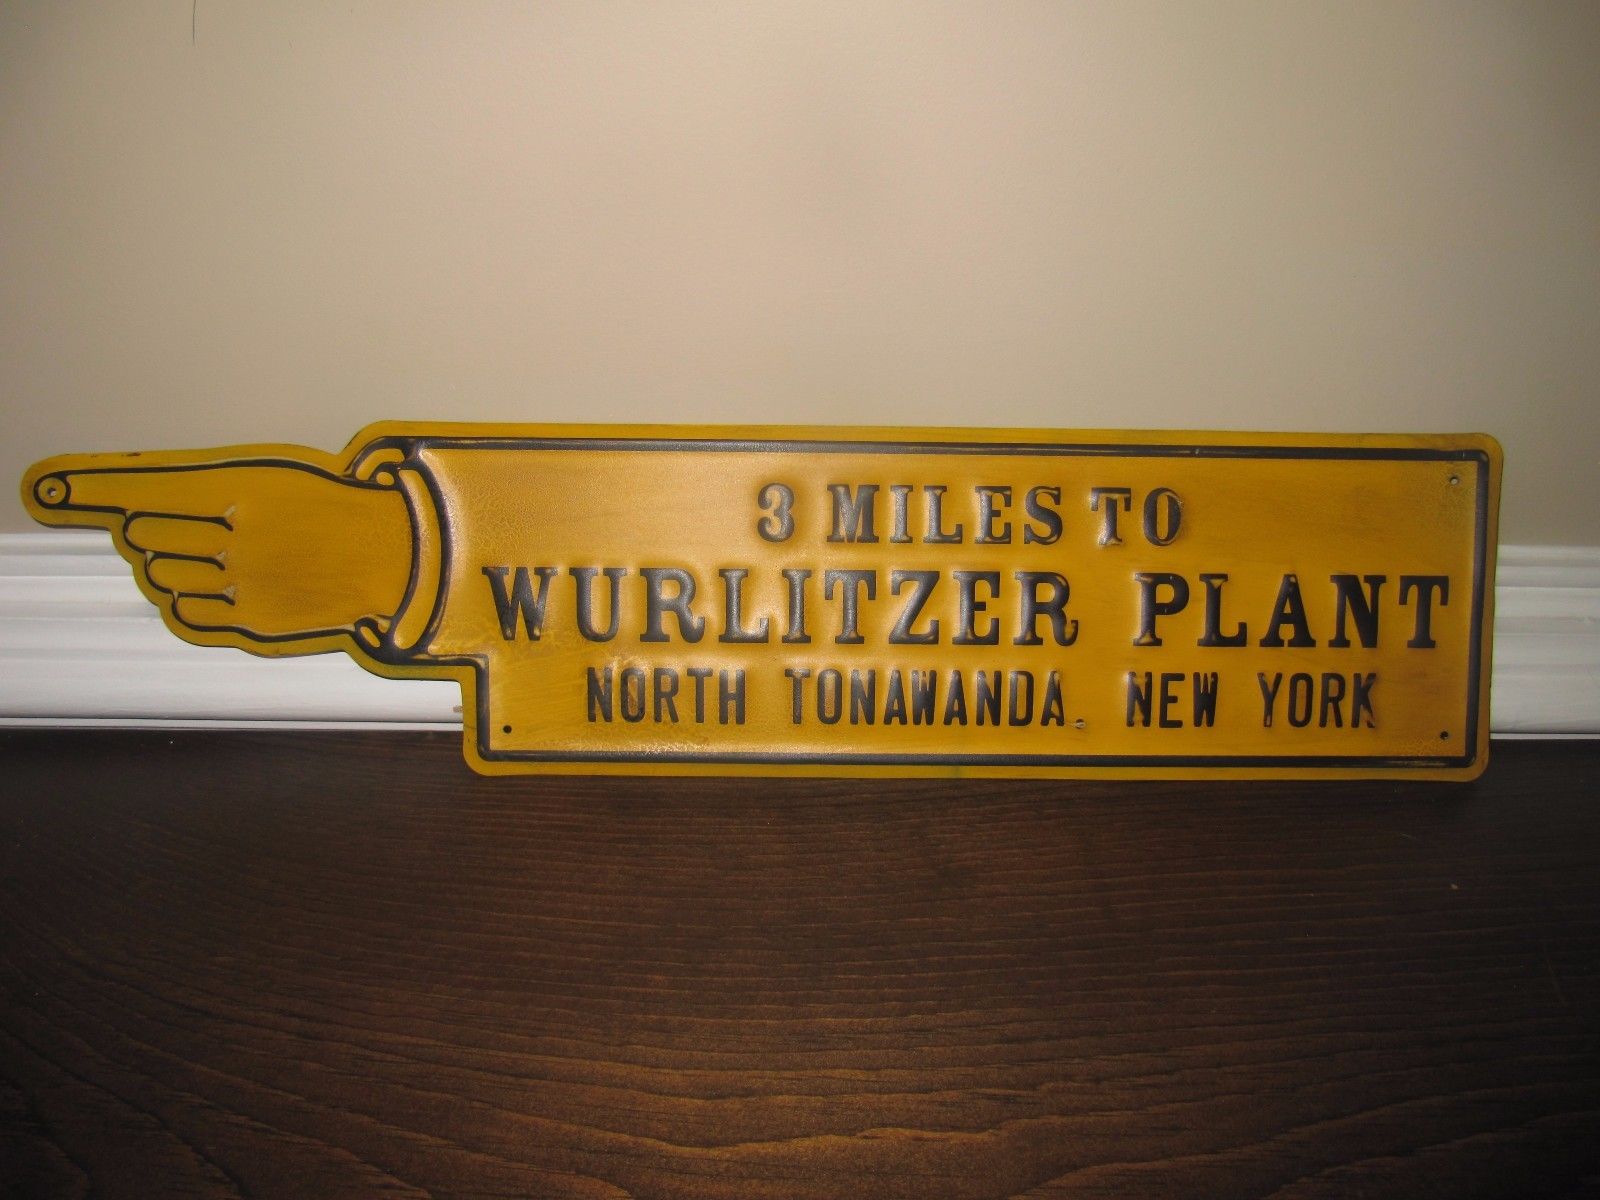 3 MILES TO
WURLITZER PLANT
NORTH TONAWANDA, NEW YORK